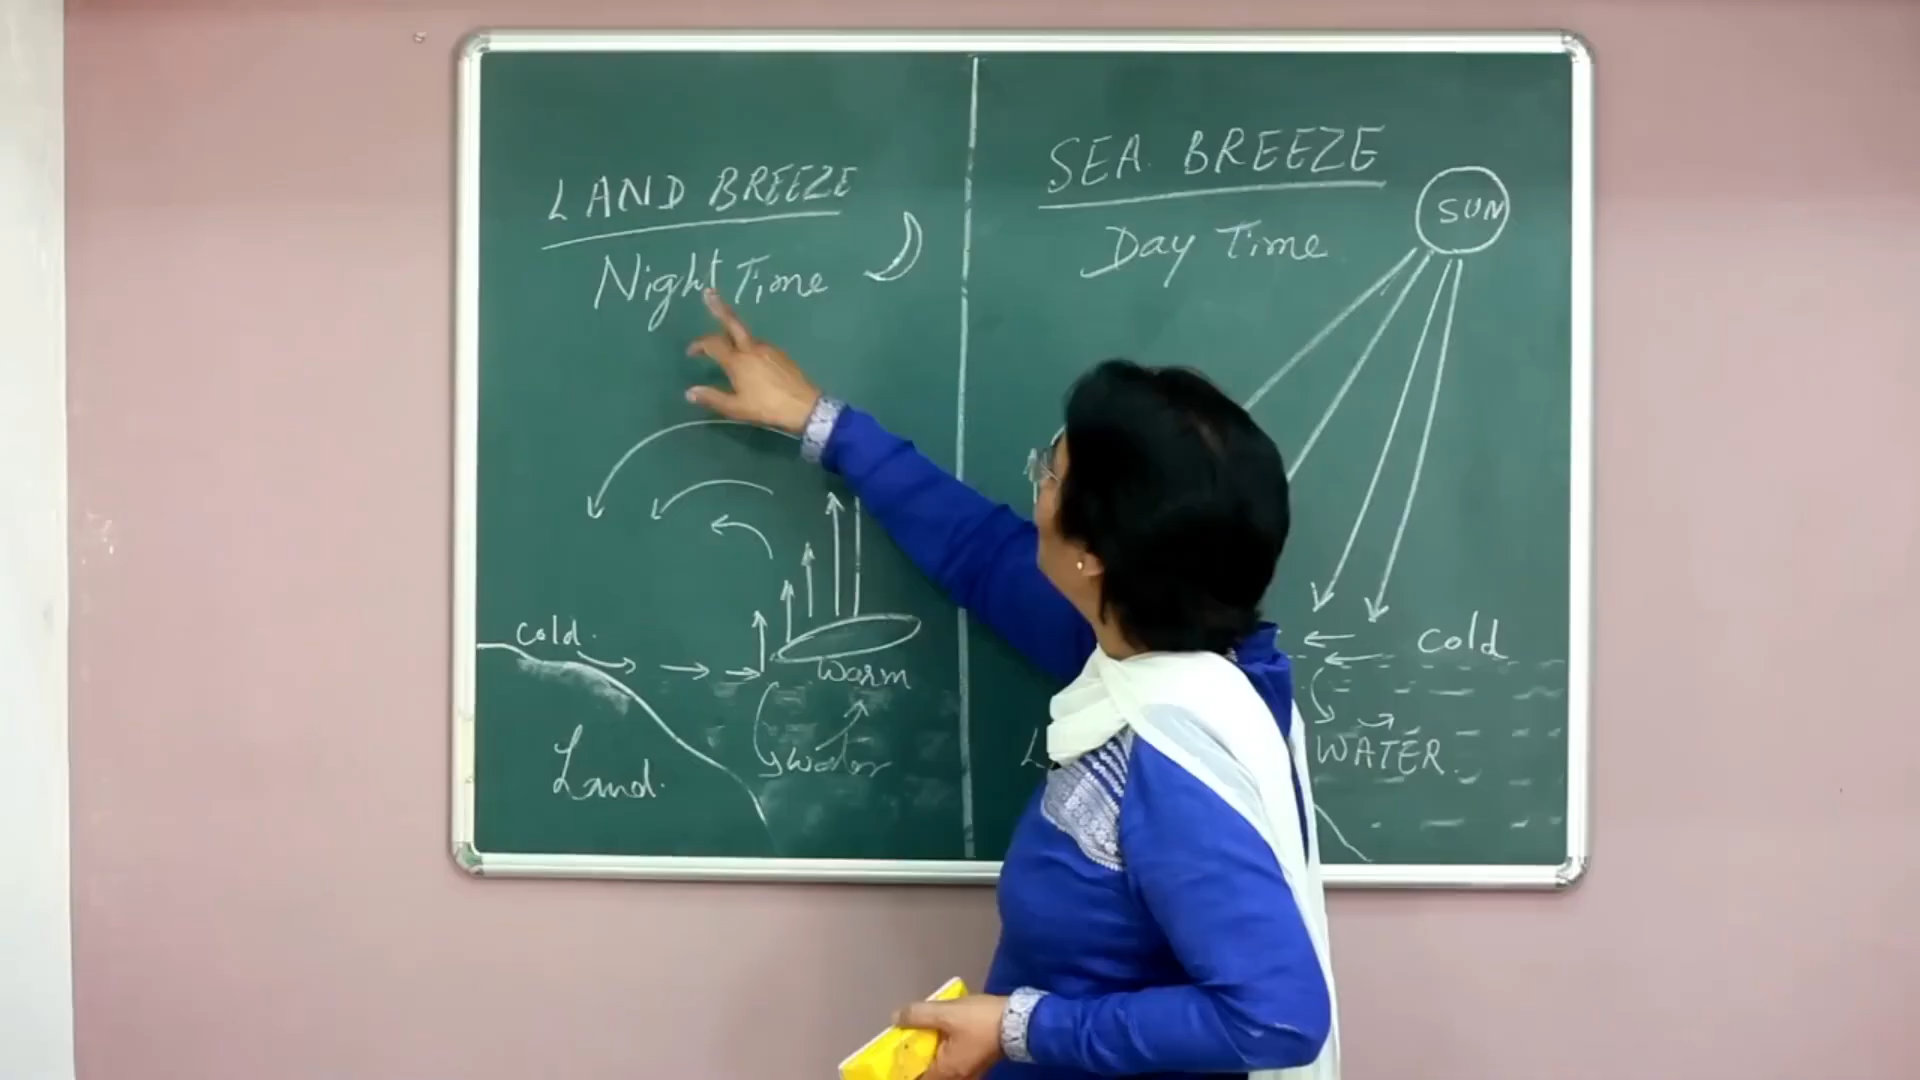 LAND BREEZE
Night Time
cold.
warm
water
Land.
SEA. BREEZE
Day Time
SUN
cold
WATER.